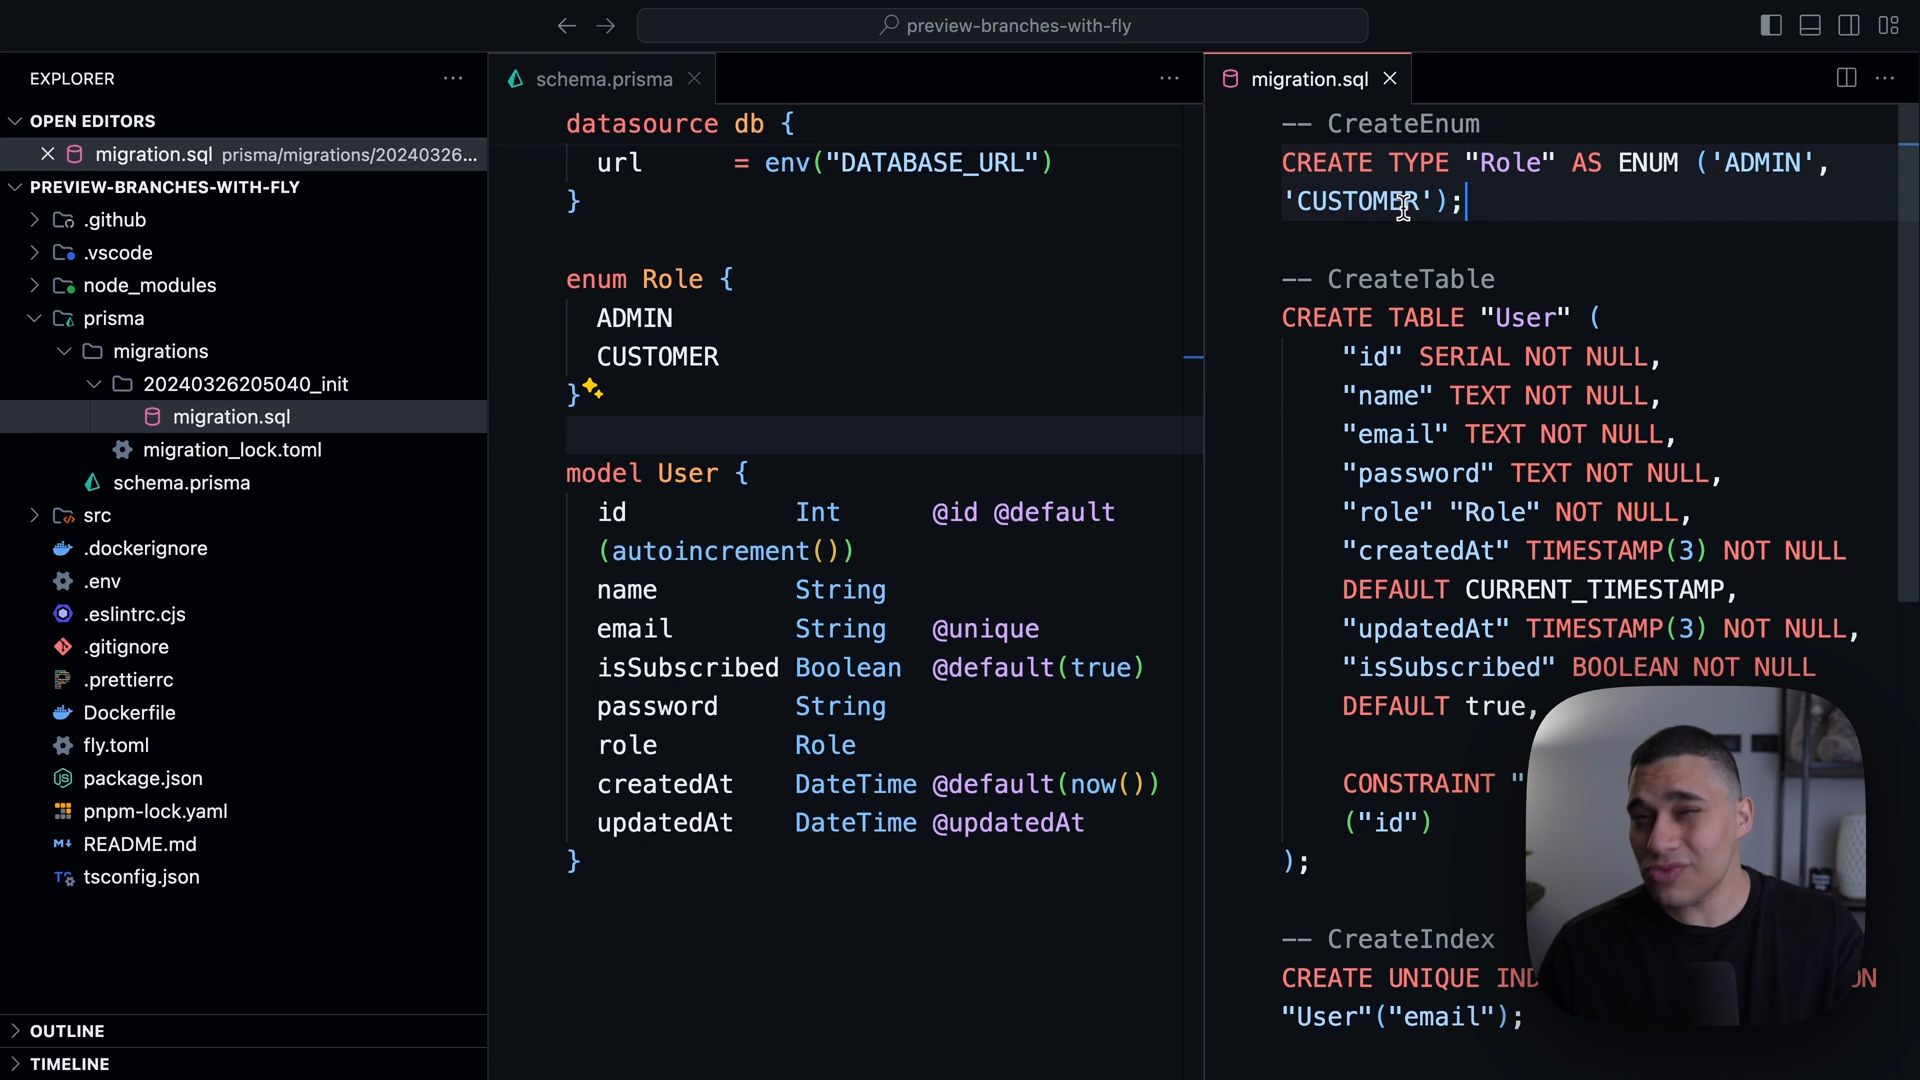 preview-branches-with-fly
EXPLORER
OPEN EDITORS
migration.sql prisma/migrations/20240326...
PREVIEW-BRANCHES-WITH-FLY
.github
.vscode
node_modules
prisma
migrations
20240326205040_init
migration.sql
migration_lock.toml
schema.prisma
src
.dockerignore
.env
.eslintrc.cjs
.gitignore
.prettierrc
Dockerfile
fly.toml
package.json
pnpm-lock.yaml
README.md
tsconfig.json
OUTLINE
TIMELINE
schema.prisma
datasource db {
url = env("DATABASE_URL")
}
enum Role {
ADMIN
CUSTOMER
}
model User {
id Int @id @default
(autoincrement())
name String
email String @unique
isSubscribed Boolean @default(true)
password String
role Role
createdAt DateTime @default(now())
updatedAt DateTime @updatedAt
}
migration.sql
-- CreateEnum
CREATE TYPE "Role" AS ENUM ('ADMIN',
'CUSTOMER');
-- CreateTable
CREATE TABLE "User" (
"id" SERIAL NOT NULL,
"name" TEXT NOT NULL,
"email" TEXT NOT NULL,
"password" TEXT NOT NULL,
"role" "Role" NOT NULL,
"createdAt" TIMESTAMP(3) NOT NULL
DEFAULT CURRENT_TIMESTAMP,
"updatedAt" TIMESTAMP(3) NOT NULL,
"isSubscribed" BOOLEAN NOT NULL
DEFAULT true,
CONSTRAINT "
("id")
);
-- CreateIndex
CREATE UNIQUE IND
"User"("email");